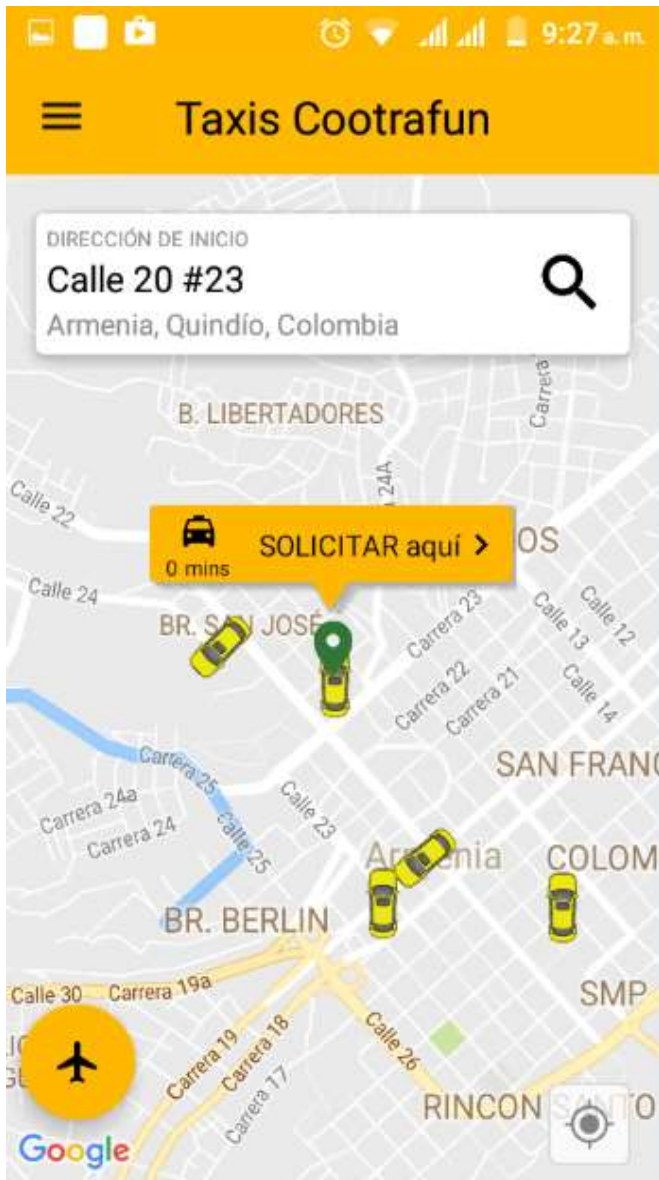 9:27 a. m.
Taxis Cootrafun
DIRECCIÓN DE INICIO
Calle 20 #23
Armenia, Quindío, Colombia
Carrera
B. LIBERTADORES
24A
Calle 22
SOLICITAR aquí
0 mins
OS
Calle 24
BR. SAN JOSÉ
Carrera 23
Calle 13
Calle 12
Carrera 22
Carrera 21
Calle 14
Carrera 25
SAN FRANC
Carrera 24a
Calle 23
Carrera 24
Calle 25
Armenia
COLOM
BR. BERLIN
Calle 30
Carrera 19a
SMP
Carrera 19
Carrera 18
Calle 26
Carrera 17
RINCON SANTO
Google